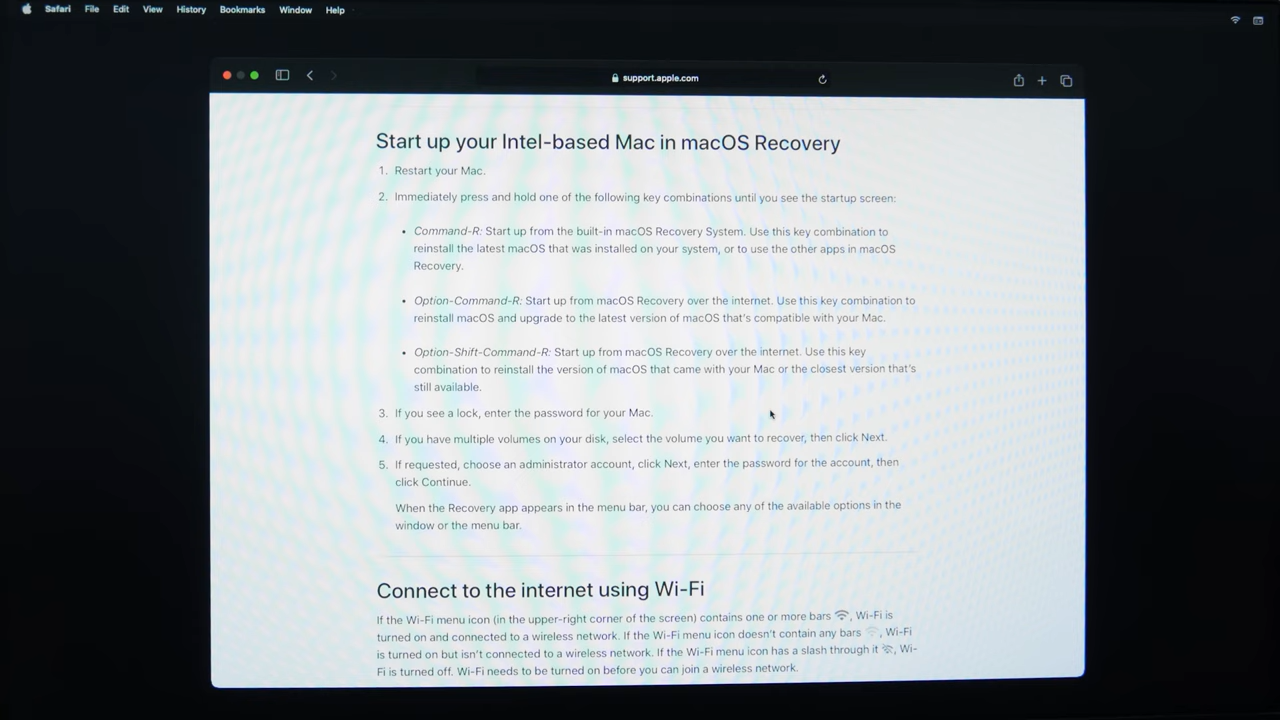 Safari File Edit View History Bookmarks Window Help
support.apple.com
Start up your Intel-based Mac in macOS Recovery
1. Restart your Mac.
2. Immediately press and hold one of the following key combinations until you see the startup screen:
• Command-R: Start up from the built-in macOS Recovery System. Use this key combination to
reinstall the latest macOS that was installed on your system, or to use the other apps in macOS
Recovery.
• Option-Command-R: Start up from macOS Recovery over the internet. Use this key combination to
reinstall macOS and upgrade to the latest version of macOS that's compatible with your Mac.
• Option-Shift-Command-R: Start up from macOS Recovery over the internet. Use this key
combination to reinstall the version of macOS that came with your Mac or the closest version that's
still available.
3. If you see a lock, enter the password for your Mac.
4. If you have multiple volumes on your disk, select the volume you want to recover, then click Next.
5. If requested, choose an administrator account, click Next, enter the password for the account, then
click Continue.
When the Recovery app appears in the menu bar, you can choose any of the available options in the
window or the menu bar.
Connect to the internet using Wi-Fi
If the Wi-Fi menu icon (in the upper-right corner of the screen) contains one or more bars , Wi-Fi is
turned on and connected to a wireless network. If the Wi-Fi menu icon doesn't contain any bars , Wi-Fi
is turned on but isn't connected to a wireless network. If the Wi-Fi menu icon has a slash through it , Wi-
Fi is turned off. Wi-Fi needs to be turned on before you can join a wireless network.